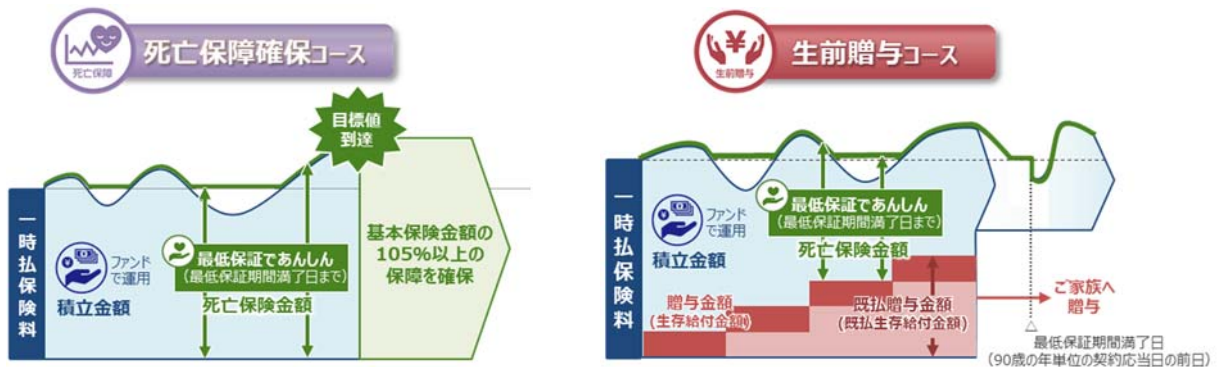 死亡保障
死亡保障確保コース
目標値
到達
一時払保険料
ファンド
で運用
積立金額
最低保証であんしん
(最低保証期間満了日まで)
死亡保険金額
基本保険金額の
105%以上の
保障を確保
¥
生前贈与
生前贈与コース
一時払保険料
¥
ファンド
で運用
積立金額
最低保証であんしん
(最低保証期間満了日まで)
死亡保険金額
贈与金額
(生存給付金額)
既払贈与金額
(既払生存給付金額)
ご家族へ
贈与
最低保証期間満了日
(90歳の年単位の契約応当日の前日)